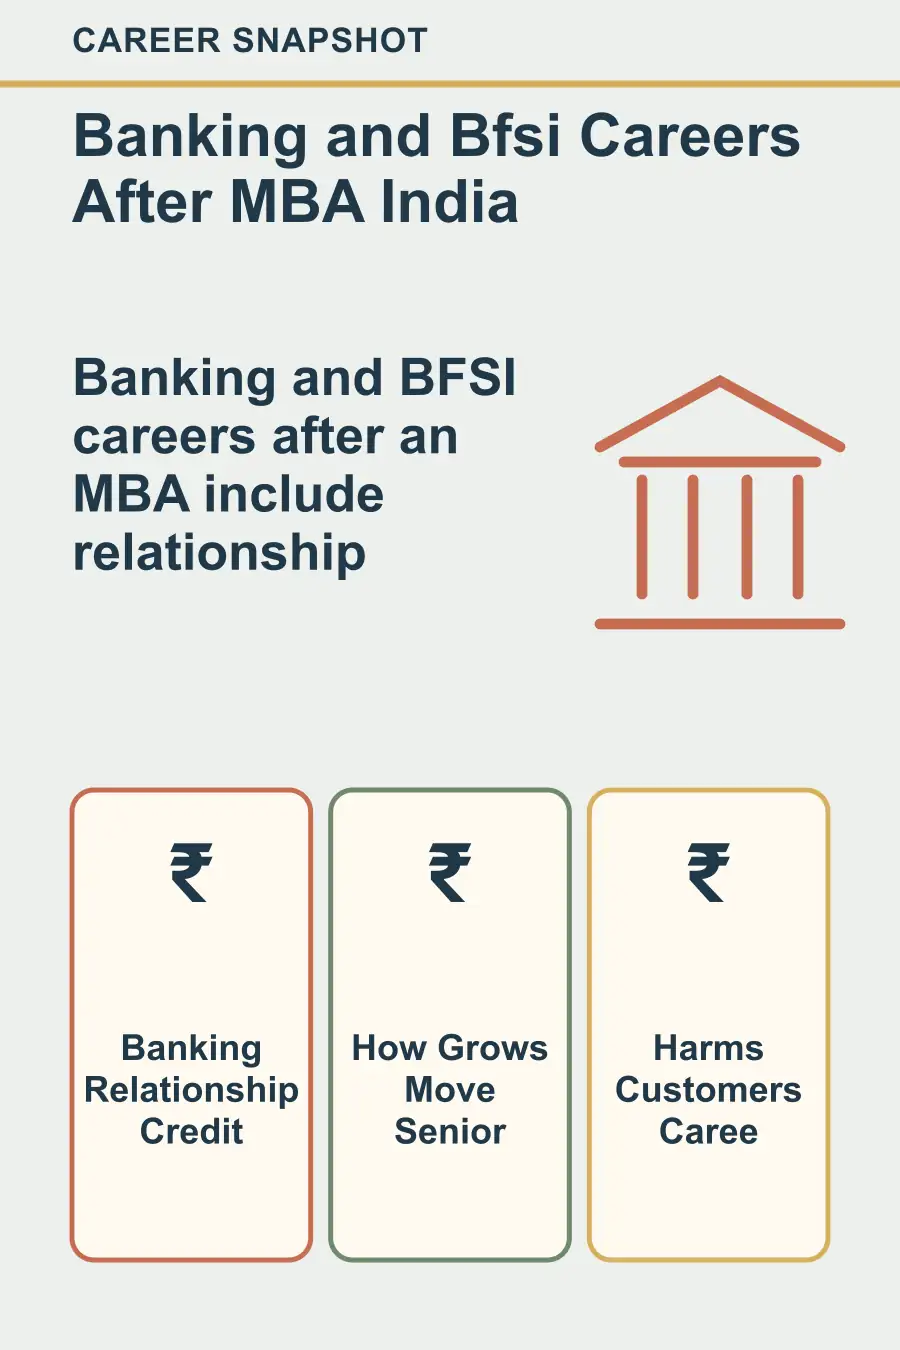 CAREER SNAPSHOT
Banking and Bfsi Careers
After MBA India
Banking and BFSI
careers after an
MBA include
relationship
₹
₹
₹
Banking
Relationship
Credit
How Grows
Move
Senior
Harms
Customers
Caree